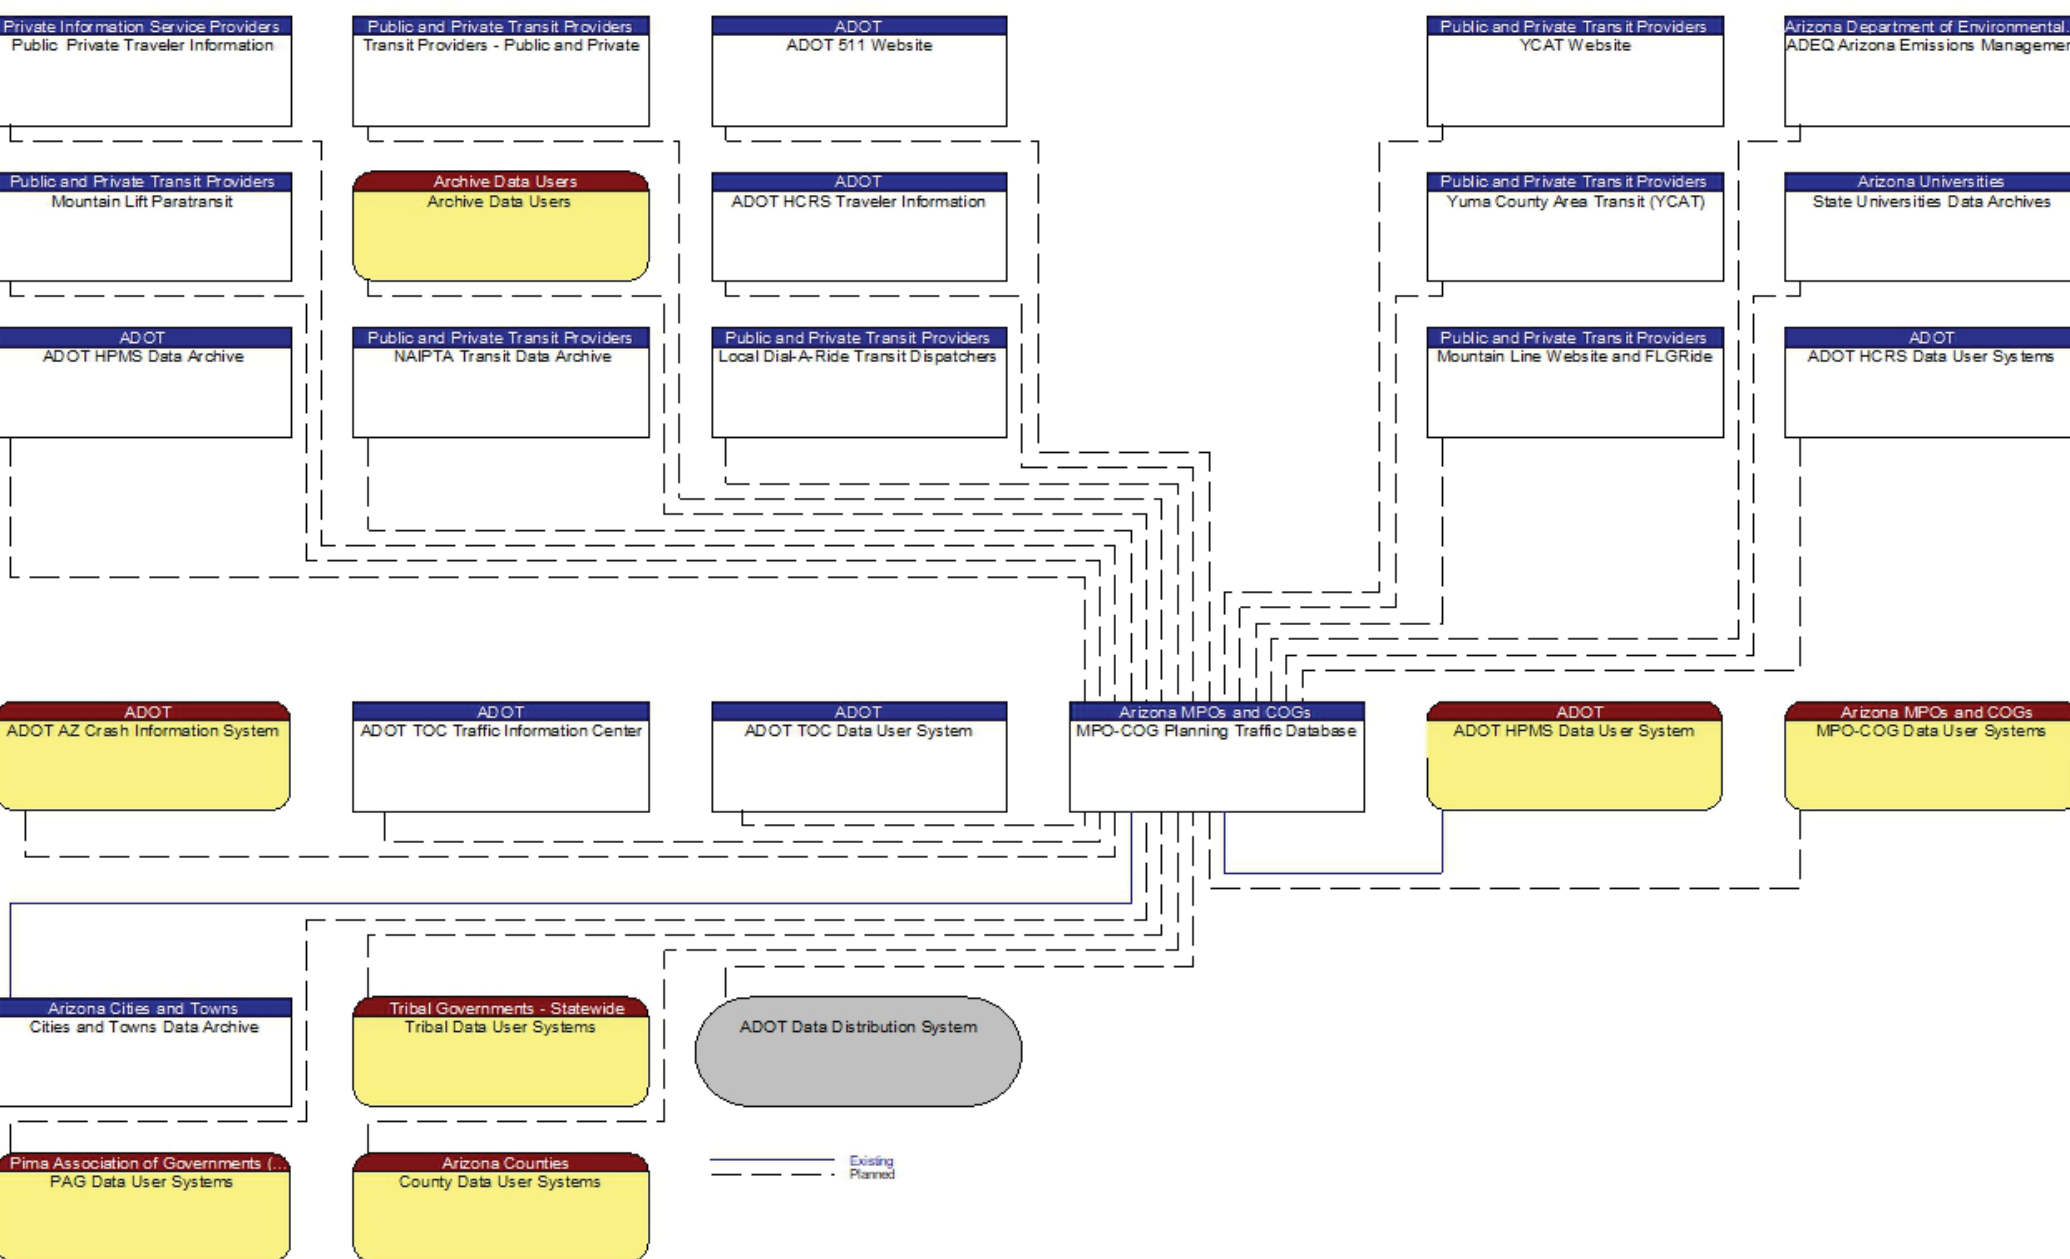 Private Information Service Providers
Public Private Traveler Information
Public and Private Transit Providers
Transit Providers - Public and Private
ADOT
ADOT 511 Website
Public and Private Transit Providers
YCAT Website
Arizona Department of Environmental...
ADEQ Arizona Emissions Managemen
Public and Private Transit Providers
Mountain Lift Paratransit
Archive Data Users
Archive Data Users
ADOT
ADOT HCRS Traveler Information
Public and Private Transit Providers
Yuma County Area Transit (YCAT)
Arizona Universities
State Universities Data Archives
ADOT
ADOT HPMS Data Archive
Public and Private Transit Providers
NAIPTA Transit Data Archive
Public and Private Transit Providers
Local Dial-A-Ride Transit Dispatchers
Public and Private Transit Providers
Mountain Line Website and FLGRide
ADOT
ADOT HCRS Data User Systems
ADOT
ADOT AZ Crash Information System
ADOT
ADOT TOC Traffic Information Center
ADOT
ADOT TOC Data User System
Arizona MPOs and COGs
MPO-COG Planning Traffic Database
ADOT
ADOT HPMS Data User System
Arizona MPOs and COGs
MPO-COG Data User Systems
Arizona Cities and Towns
Cities and Towns Data Archive
Tribal Governments - Statewide
Tribal Data User Systems
ADOT Data Distribution System
Pima Association of Governments (...
PAG Data User Systems
Arizona Counties
County Data User Systems
Existing
Planned